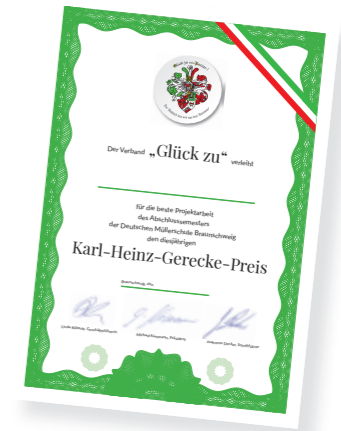 Der Verband „Glück zu“ verleiht
für die beste Projektarbeit
des Abschlusssemesters
der Deutschen Müllerschule Braunschweig
den diesjährigen
Karl-Heinz-Gerecke-Preis